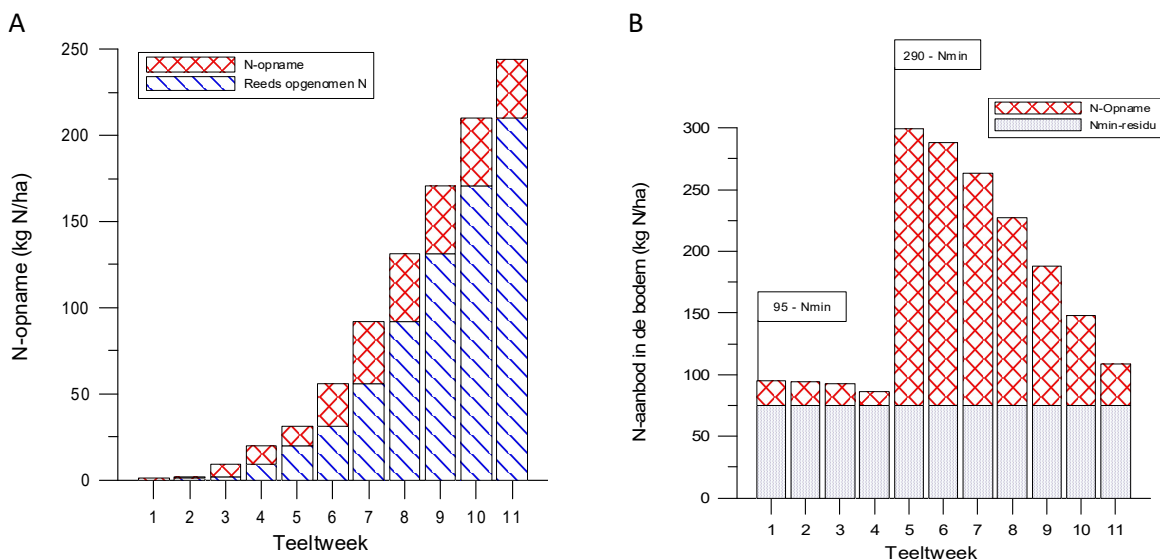 A
N-opname
Reeds opgenomen N
250
200
150
100
50
0
N-opname (kg N/ha)
1 2 3 4 5 6 7 8 9 10 11
Teeltweek
B
290 - Nmin
N-Opname
Nmin-residu
95 - Nmin
300
250
200
150
100
50
0
N-aanbod in de bodem (kg N/ha)
1 2 3 4 5 6 7 8 9 10 11
Teeltweek